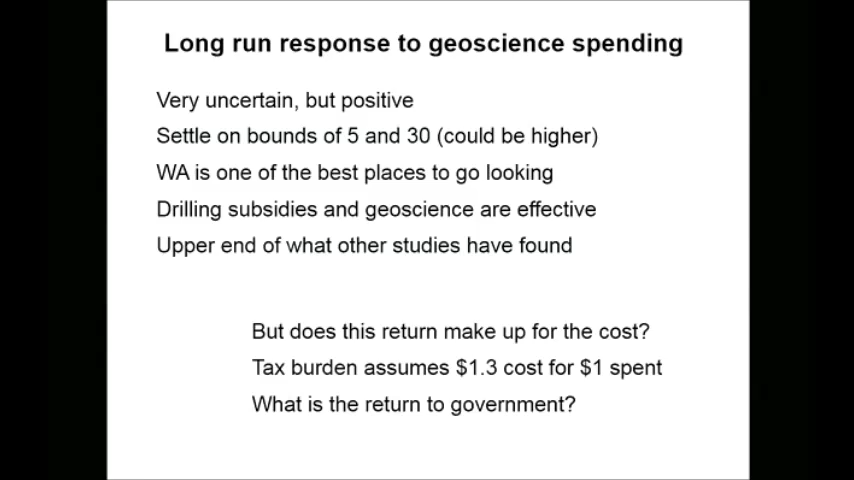 Long run response to geoscience spending
Very uncertain, but positive
Settle on bounds of 5 and 30 (could be higher)
WA is one of the best places to go looking
Drilling subsidies and geoscience are effective
Upper end of what other studies have found
But does this return make up for the cost?
Tax burden assumes $1.3 cost for $1 spent
What is the return to government?